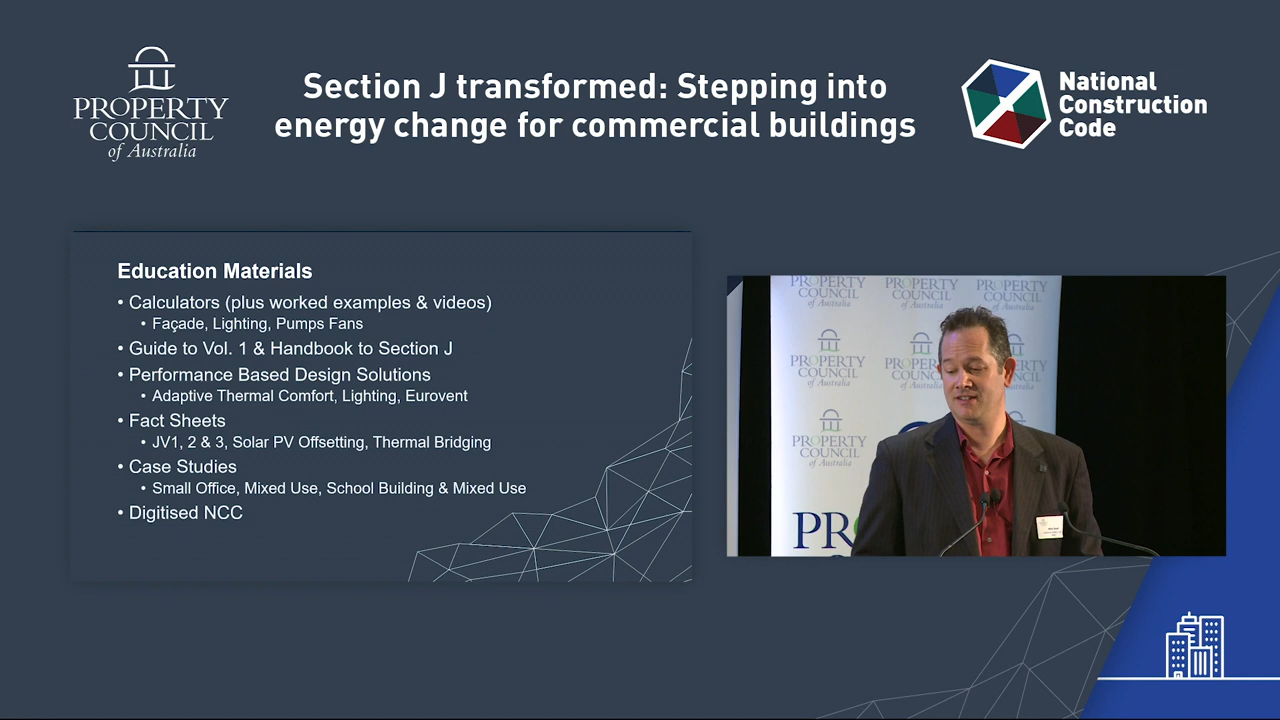 PROPERTY
COUNCIL
of Australia
Section J transformed: Stepping into
energy change for commercial buildings
National
Construction
Code
Education Materials
• Calculators (plus worked examples & videos)
• Façade, Lighting, Pumps Fans
• Guide to Vol. 1 & Handbook to Section J
• Performance Based Design Solutions
• Adaptive Thermal Comfort, Lighting, Eurovent
• Fact Sheets
• JV1, 2 & 3, Solar PV Offsetting, Thermal Bridging
• Case Studies
• Small Office, Mixed Use, School Building & Mixed Use
• Digitised NCC
PROPERTY
COUNCIL
of Australia
PROPERTY
COUNCIL
of Australia
PROPERTY
COUNCIL
of Australia
PROPERTY
COUNCIL
of Australia
PROPERTY
COUNCIL
of Australia
PR